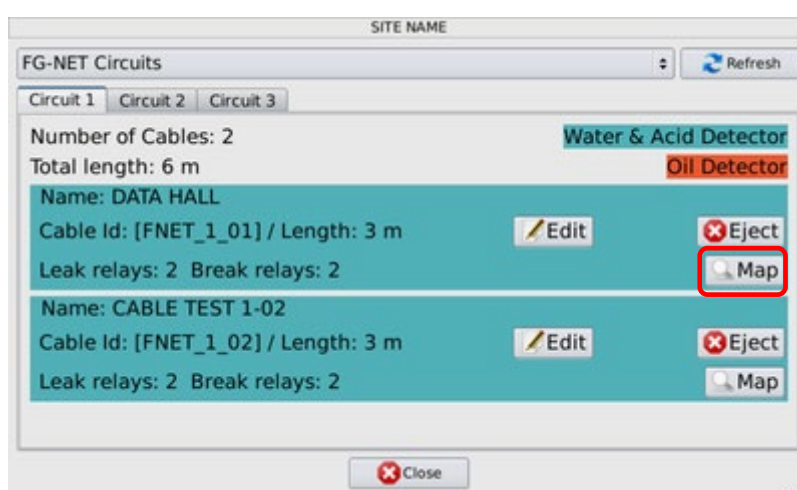 SITE NAME
FG-NET Circuits Refresh
Circuit 1 Circuit 2 Circuit 3
Number of Cables: 2 Water & Acid Detector
Total length: 6 m Oil Detector
Name: DATA HALL
Cable Id: [FNET_1_01] / Length: 3 m Edit Eject
Leak relays: 2 Break relays: 2 Map
Name: CABLE TEST 1-02
Cable Id: [FNET_1_02] / Length: 3 m Edit Eject
Leak relays: 2 Break relays: 2 Map
Close